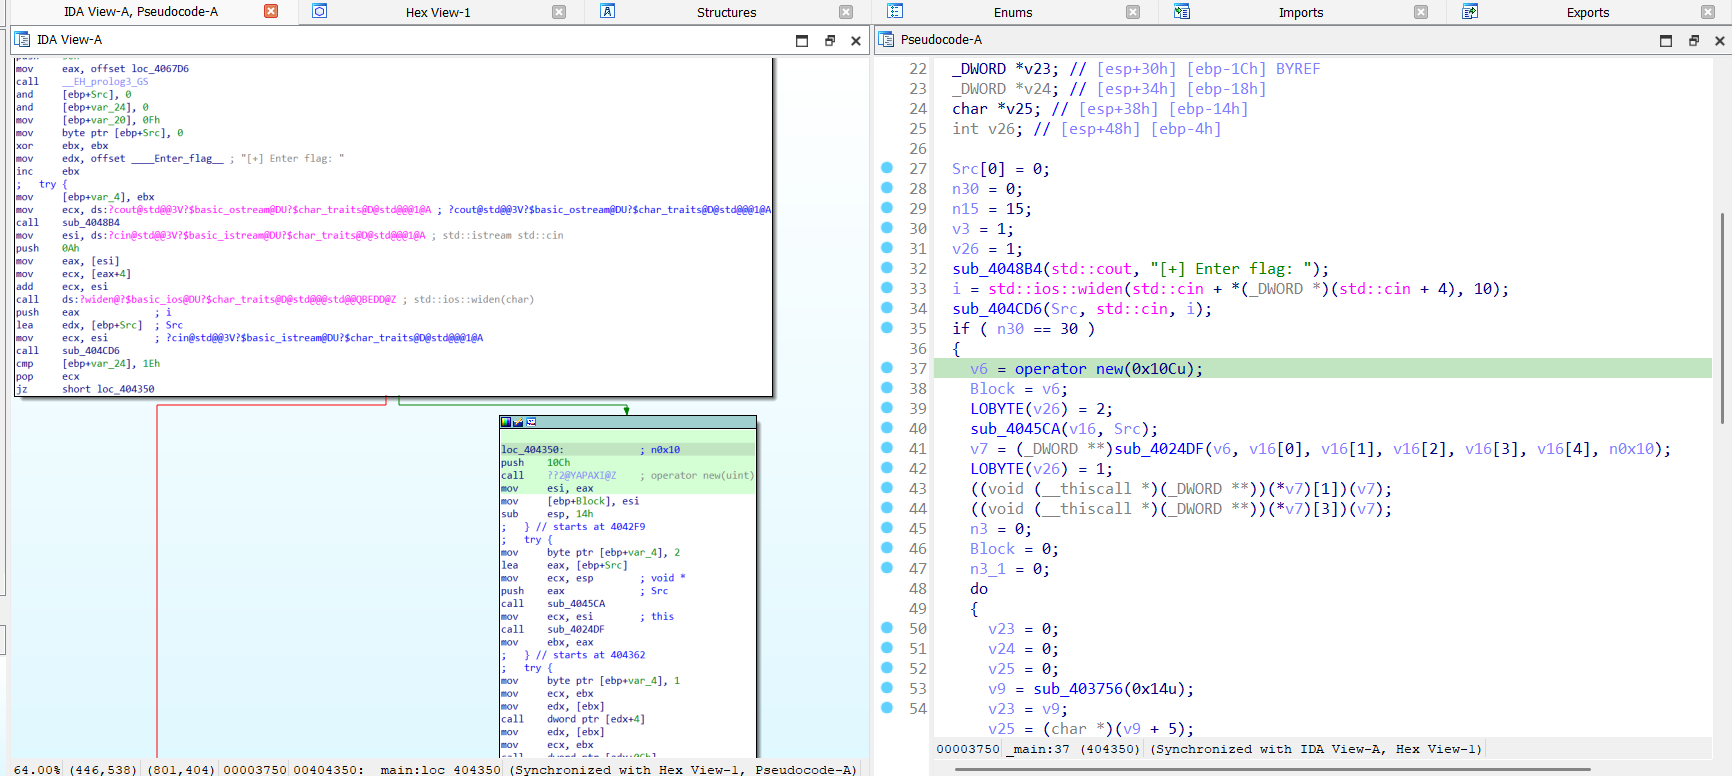 IDA View-A, Pseudocode-A
Hex View-1
Structures
Enums
Imports
Exports
IDA View-A
mov eax, offset loc_4067D6
call __EH_prolog3_GS
and [ebp+Src], 0
and [ebp+var_24], 0
mov [ebp+var_20], 0Fh
mov byte ptr [ebp+Src], 0
xor ebx, ebx
mov edx, offset ____Enter_flag__ ; "[+] Enter flag: "
inc ebx
; try {
mov [ebp+var_4], ebx
mov ecx, ds:?cout@std@@3V?$basic_ostream@DU?$char_traits@D@std@@@1@A ; ?cout@std@@3V?$basic_ostream@DU?$char_traits@D@std@@@1@A
call sub_4048B4
mov esi, ds:?cin@std@@3V?$basic_istream@DU?$char_traits@D@std@@@1@A ; std::istream std::cin
push 0Ah
mov eax, [esi]
mov ecx, [eax+4]
add ecx, esi
call ds:?widen@?$basic_ios@DU?$char_traits@D@std@@@std@@QBEDD@Z ; std::ios::widen(char)
push eax ; i
lea edx, [ebp+Src] ; Src
mov ecx, esi ; ?cin@std@@3V?$basic_istream@DU?$char_traits@D@std@@@1@A
call sub_404CD6
cmp [ebp+var_24], 1Eh
pop ecx
jz short loc_404350
loc_404350: ; n0x10
push 10Ch
call ??2@YAPAXI@Z ; operator new(uint)
mov esi, eax
mov [ebp+Block], esi
sub esp, 14h
; } // starts at 4042F9
; try {
mov byte ptr [ebp+var_4], 2
lea eax, [ebp+Src]
mov ecx, esp ; void *
push eax ; Src
call sub_4045CA
mov ecx, esi ; this
call sub_4024DF
mov ebx, eax
; } // starts at 404362
; try {
mov byte ptr [ebp+var_4], 1
mov ecx, ebx
mov edx, [ebx]
call dword ptr [edx+4]
mov edx, [ebx]
mov ecx, ebx
call dword ptr [edx+0Ch]
64.00% (446,538) (801,404) 00003750 00404350: _main:loc_404350 (Synchronized with Hex View-1, Pseudocode-A)
Pseudocode-A
22 _DWORD *v23; // [esp+30h] [ebp-1Ch] BYREF
23 _DWORD *v24; // [esp+34h] [ebp-18h]
24 char *v25; // [esp+38h] [ebp-14h]
25 int v26; // [esp+48h] [ebp-4h]
26
27 Src[0] = 0;
28 n30 = 0;
29 n15 = 15;
30 v3 = 1;
31 v26 = 1;
32 sub_4048B4(std::cout, "[+] Enter flag: ");
33 i = std::ios::widen(std::cin + *(_DWORD *)(std::cin + 4), 10);
34 sub_404CD6(Src, std::cin, i);
35 if ( n30 == 30 )
36 {
37 v6 = operator new(0x10Cu);
38 Block = v6;
39 LOBYTE(v26) = 2;
40 sub_4045CA(v16, Src);
41 v7 = (_DWORD **)sub_4024DF(v6, v16[0], v16[1], v16[2], v16[3], v16[4], n0x10);
42 LOBYTE(v26) = 1;
43 ((void (__thiscall *)(_DWORD **))(*v7)[1])(v7);
44 ((void (__thiscall *)(_DWORD **))(*v7)[3])(v7);
45 n3 = 0;
46 Block = 0;
47 n3_1 = 0;
48 do
49 {
50 v23 = 0;
51 v24 = 0;
52 v25 = 0;
53 v9 = sub_403756(0x14u);
54 v23 = v9;
v25 = (char *)(v9 + 5);
00003750 _main:37 (404350) (Synchronized with IDA View-A, Hex View-1)